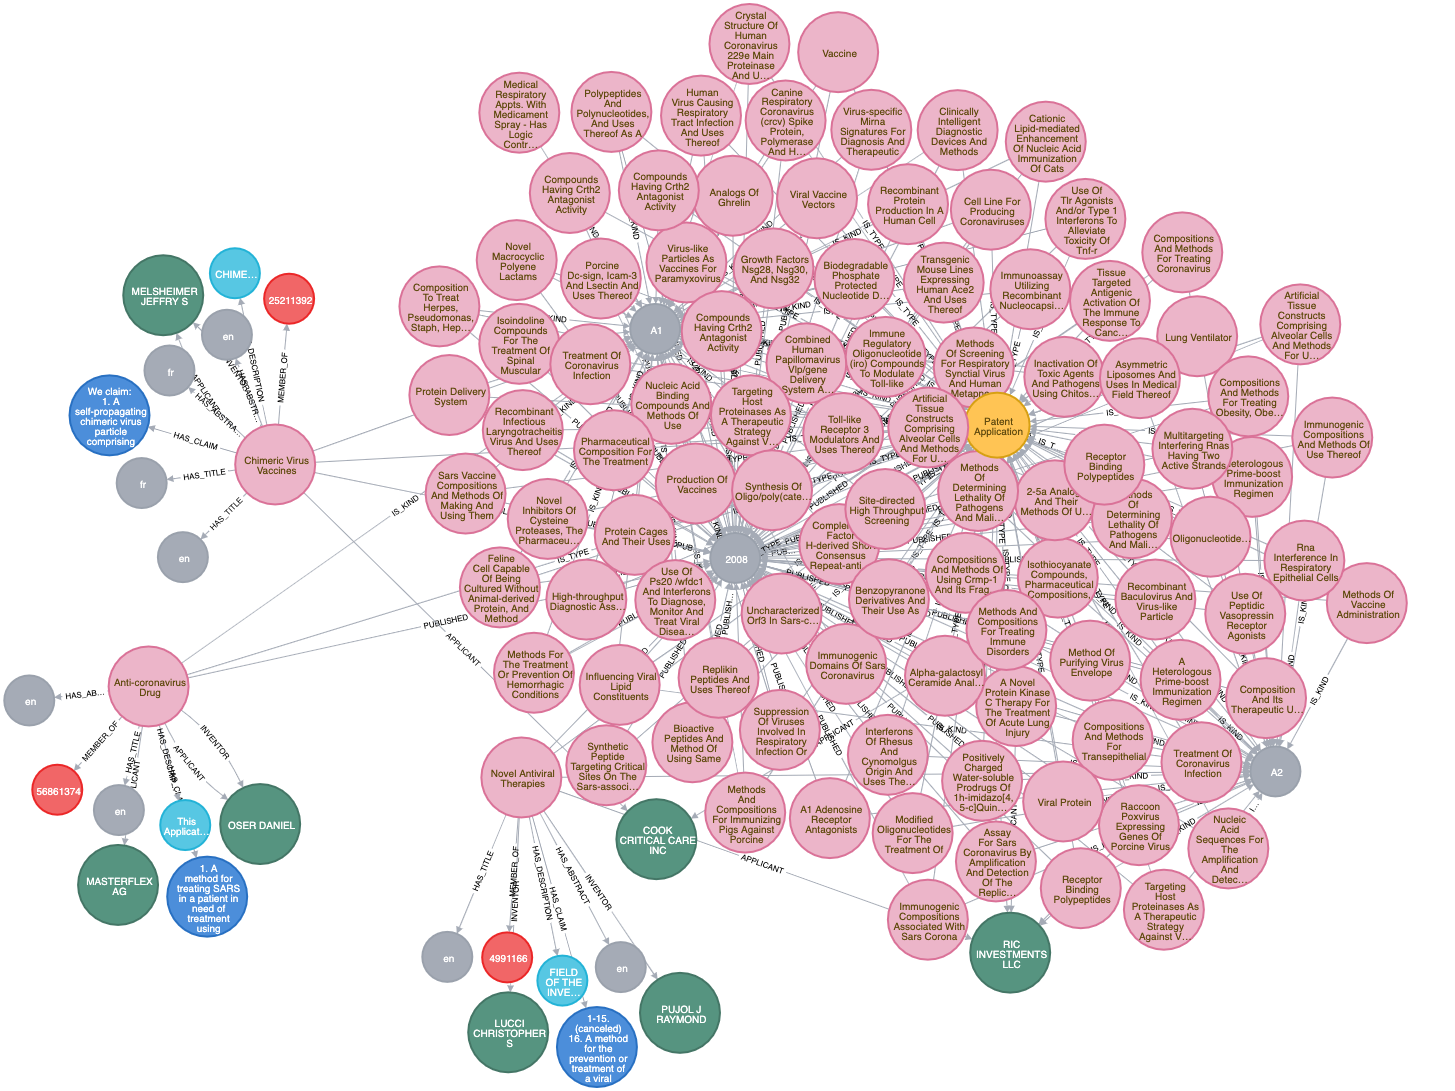 Crystal
Structure Of
Human
Coronavirus
229e Main
Proteinase
And U…
Vaccine
Medical
Respiratory
Appts. With
Medicament
Spray - Has
Logic
Contr…
Polypeptides
And
Polynucleotides,
And Uses
Thereof As A
Human
Virus Causing
Respiratory
Tract Infection
And Uses
Thereof
Canine
Respiratory
Coronavirus
(crcv) Spike
Protein,
Polymerase
And H…
Virus-specific
Mirna
Signatures For
Diagnosis And
Therapeutic
Clinically
Intelligent
Diagnostic
Devices And
Methods
Cationic
Lipid-mediated
Enhancement
Of Nucleic Acid
Immunization
Of Cats
Compounds
Having Crth2
Antagonist
Activity
Compounds
Having Crth2
Antagonist
Activity
Analogs Of
Ghrelin
Viral Vaccine
Vectors
Recombinant
Protein
Production In A
Human Cell
Cell Line For
Producing
Coronaviruses
Use Of
Tlr Agonists
And/or Type 1
Interferons To
Alleviate
Toxicity Of
Tnf-r
Compositions
And Methods
For Treating
Coronavirus
Novel
Macrocyclic
Polyene
Lactams
Porcine
Dc-sign, Icam-3
And Lsectin And
Uses Thereof
Virus-like
Particles As
Vaccines For
Paramyxovirus
Growth Factors
Nsg28, Nsg30,
And Nsg32
Biodegradable
Phosphate
Protected
Nucleotide D…
Transgenic
Mouse Lines
Expressing
Human Ace2
And Uses
Thereof
Immunoassay
Utilizing
Recombinant
Nucleocapsi…
Tissue
Targeted
Antigenic
Activation Of
The Immune
Response To
Canc…
Artificial
Tissue
Constructs
Comprising
Alveolar Cells
And Methods
For U…
Lung Ventilator
MELSHEIMER
JEFFRY S
CHIME…
25211392
en
fr
We claim:
1. A
self-propagating
chimeric virus
particle
comprising
HAS_CLAIM
MEMBER_OF
Chimeric Virus
Vaccines
fr
HAS_TITLE
HAS_TITLE
en
Composition
To Treat
Herpes,
Pseudomonas,
Staph, Hep…
Isoindoline
Compounds
For The
Treatment Of
Spinal
Muscular
A1
Compounds
Having Crth2
Antagonist
Activity
Treatment Of
Coronavirus
Infection
Combined
Human
Papillomavirus
Vlp/gene
Delivery
System A…
Immune
Regulatory
Oligonucleotide
(iro) Compounds
To Modulate
Toll-like
Methods
Of Screening
For Respiratory
Synctial Virus
And Human
Metapne…
Inactivation Of
Toxic Agents
And Pathogens
Using Chitos…
Asymmetric
Liposomes And
Uses In Medical
Field Thereof
Compositions
And Methods
For Treating
Obesity, Obe…
Protein Delivery
System
Nucleic Acid
Binding
Compounds And
Methods Of
Use
Targeting
Host
Proteinases As
A Therapeutic
Strategy
Against V…
Toll-like
Receptor 3
Modulators And
Uses Thereof
Artificial
Tissue
Constructs
Comprising
Alveolar Cells
And Methods
For U…
Patent
Application
Recombinant
Infectious
Laryngotracheitis
Virus And Uses
Thereof
Pharmaceutical
Composition For
The Treatment
Receptor
Binding
Polypeptides
Multitargeting
Interfering Rnas
Having Two
Active Strands
eterologous
Prime-boost
Immunization
Regimen
Immunogenic
Compositions
And Methods Of
Use Thereof
Sars Vaccine
Compositions
And Methods Of
Making And
Using Them
Novel
Inhibitors Of
Cysteine
Proteases, The
Pharmaceu…
Production Of
Vaccines
Synthesis Of
Oligo/poly(cate…
Site-directed
High Throughput
Screening
Methods
Of
Determining
Lethality Of
Pathogens
And Mali…
2-5a Analo
And Their
Methods Of U…
Determining
Lethality Of
Pathogens
And Mali…
Oligonucleotide…
Rna
Interference In
Respiratory
Epithelial Cells
Protein Cages
And Their Uses
2008
Factor
H-derived Short
Consensus
Repeat-anti
Compositions
And Methods Of
Using Crmp-1
And Its Frag
Isothiocyanate
Compounds,
Pharmaceutical
Compositions,
Recombinant
Baculovirus And
Virus-like
Particle
Use Of
Peptidic
Vasopressin
Receptor
Agonists
Methods Of
Vaccine
Administration
Feline
Cell Capable
Of Being
Cultured Without
Animal-derived
Protein, And
Method
High-throughput
Diagnostic Ass…
Use Of
Ps20 /wfdc1
And Interferons
To Diagnose,
Monitor And
Treat Viral
Disea…
Uncharacterized
Orf3 In Sars-c…
Benzopyranone
Derivatives And
Their Use As
Methods And
Compositions
For Treating
Immune
Disorders
Method Of
Purifying Virus
Envelope
A
Heterologous
Prime-boost
Immunization
Regimen
Composition
And Its
Therapeutic U…
IS_KIND
PUBLISHED
APPLICANT
IS_KIND
Methods For
The Treatment
Or Prevention Of
Hemorrhagic
Conditions
Influencing Viral
Lipid
Constituents
Replikin
Peptides And
Uses Thereof
Immunogenic
Domains Of Sars
Coronavirus
Alpha-galactosyl
Ceramide Anal…
A Novel
Protein Kinase
C Therapy For
The Treatment
Of Acute Lung
Injury
Suppression
Of Viruses
Involved In
Respiratory
Infection Or
Bioactive
Peptides And
Method Of
Using Same
Interferons
Of Rhesus
And
Cynomolgus
Origin And
Uses The…
Compositions
And Methods
For
Transepithelial
Treatment Of
Coronavirus
Infection
A2
Anti-coronavirus
Drug
en
HAS_AB…
MEMBER_OF
HAS_TITLE
APPLICANT
INVENTOR
56861374
en
This
Applicat…
OSER DANIEL
MASTERFLEX
AG
1. A
method for
treating SARS
in a patient in
need of
treatment
using
Novel Antiviral
Therapies
Synthetic
Peptide
Targeting Critical
Sites On The
Sars-associ…
Methods
And
Compositions
For Immunizing
Pigs Against
Porcine
A1 Adenosine
Receptor
Antagonists
Positively
Charged
Water-soluble
Prodrugs Of
1h-imidazo[4,
5-c]Quin…
Viral Protein
Raccoon
Poxvirus
Expressing
Genes Of
Porcine Virus
Nucleic
Acid
Sequences For
The
Amplification
And
Detec…
Modified
Oligonucleotides
For The
Treatment Of
Assay
For Sars
Coronavirus By
Amplification
And Detection
Of The
Replic…
COOK
CRITICAL CARE
INC
APPLICANT
Immunogenic
Compositions
Associated With
Sars Corona
Receptor
Binding
Polypeptides
Targeting
Host
Proteinases As
A Therapeutic
Strategy
Against V…
RIC
INVESTMENTS
LLC
HAS_TITLE
MEMBER_OF
INVENTOR
HAS_DESCRIPTION
HAS_CLAIM
HAS_ABSTRACT
INVENTOR
en
4991166
FIELD
OF THE
INVE…
en
LUCCI
CHRISTOPHER
S
1-15.
(canceled)
16. A method
for the
prevention or
treatment of
a viral
PUJOL J
RAYMOND